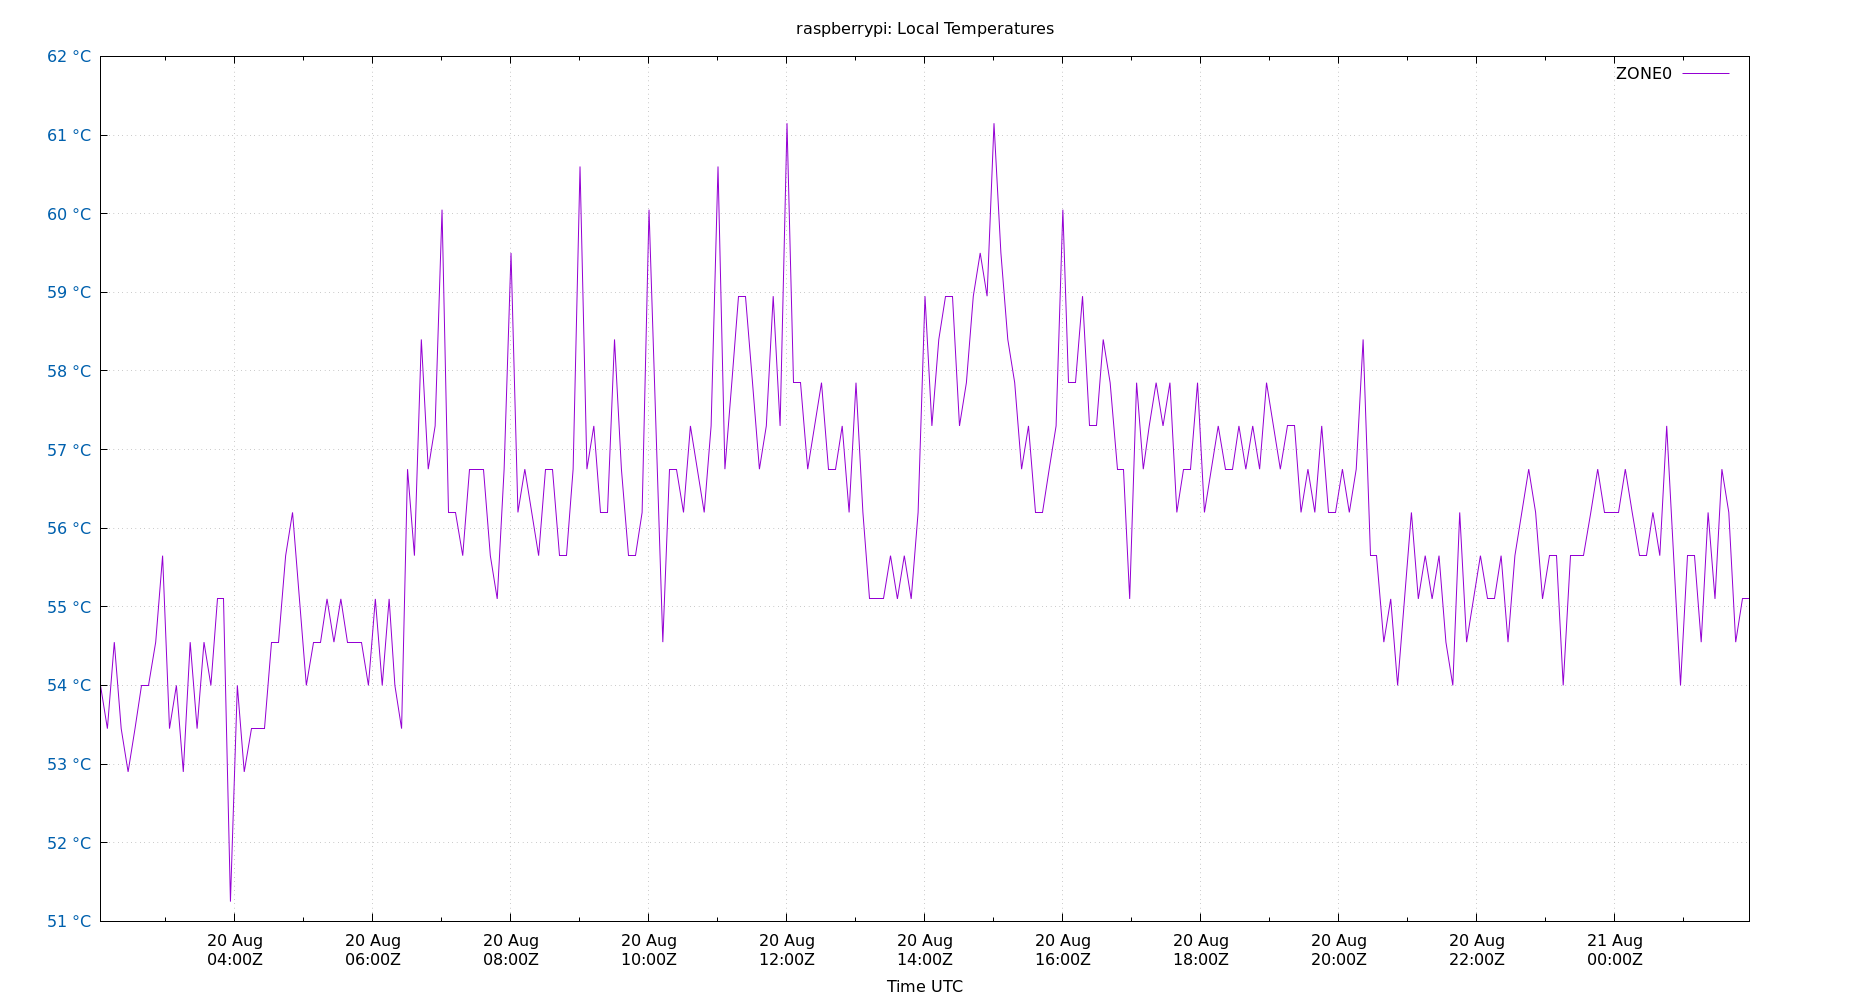 raspberrypi: Local Temperatures
62 °C
61 °C
60 °C
59 °C
58 °C
57 °C
56 °C
55 °C
54 °C
53 °C
52 °C
51 °C
ZONE0
20 Aug
04:00Z
20 Aug
06:00Z
20 Aug
08:00Z
20 Aug
10:00Z
20 Aug
12:00Z
20 Aug
14:00Z
20 Aug
16:00Z
20 Aug
18:00Z
20 Aug
20:00Z
20 Aug
22:00Z
21 Aug
00:00Z
Time UTC